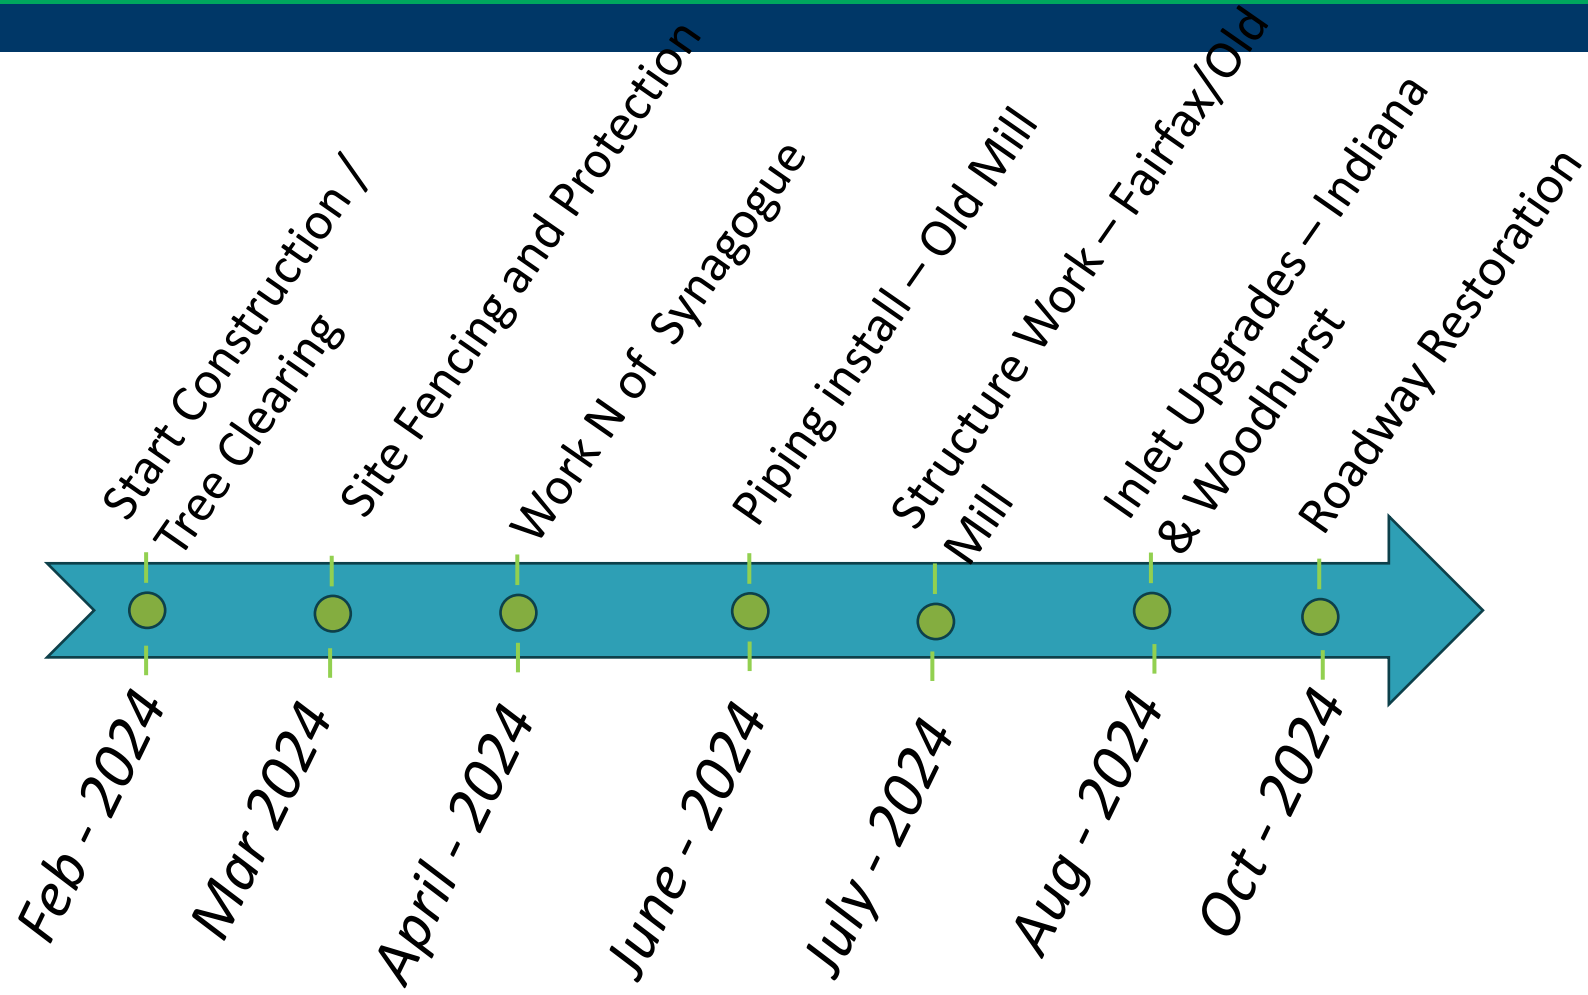 Start Construction /
Tree Clearing
Site Fencing and Protection
Work N of  Synagogue
Piping install – Old Mill
Structure Work – Fairfax/Old
Mill
Inlet Upgrades – Indiana
& Woodhurst
Roadway Restoration
Feb - 2024
Mar 2024
April - 2024
June - 2024
July - 2024
Aug - 2024
Oct - 2024